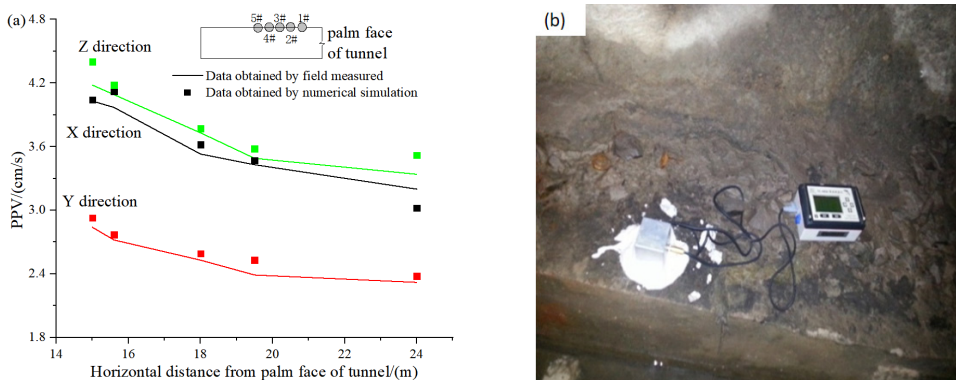 (a)
4.8
4.2
3.6
3.0
2.4
1.8
PPV/(cm/s)
5# 3# 1#
4# 2#
palm face
of tunnel
Z direction
Data obtained by field measured
Data obtained by numerical simulation
X direction
Y direction
14 16 18 20 22 24
Horizontal distance from palm face of tunnel/(m)
(b)